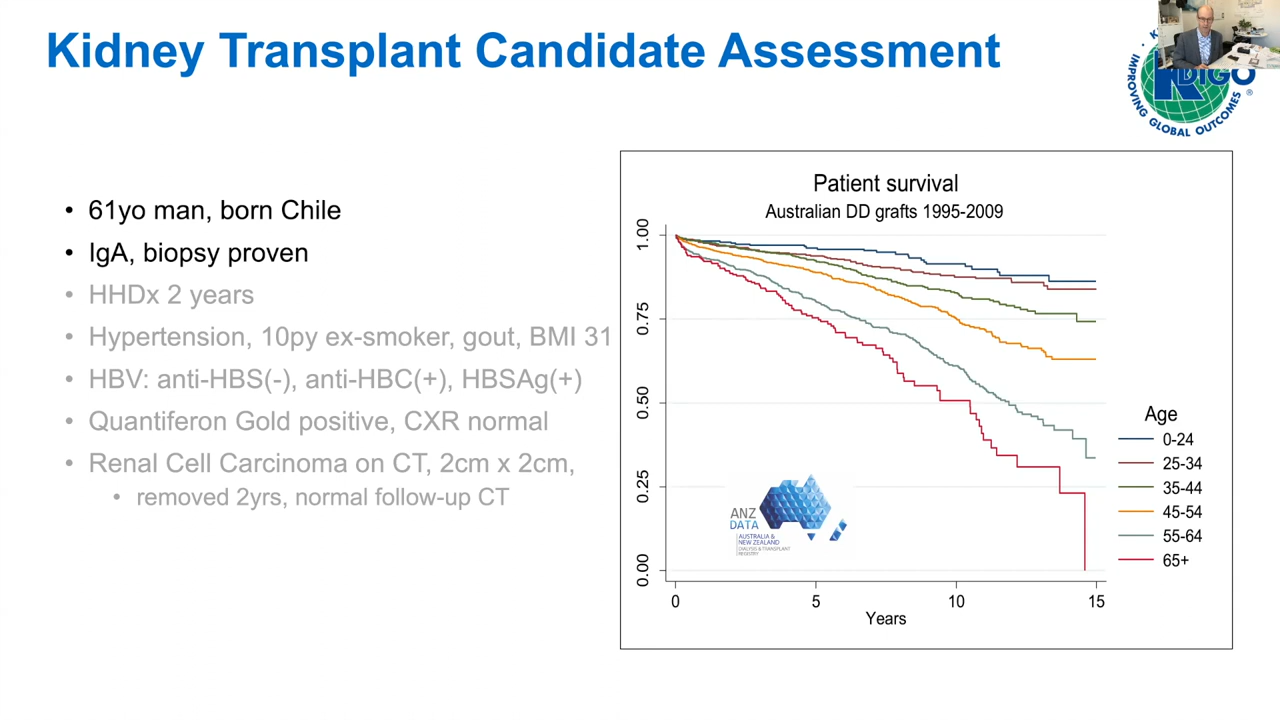 Kidney Transplant Candidate Assessment
KDIGO
IMPROVING GLOBAL OUTCOMES ®
• 61yo man, born Chile
• IgA, biopsy proven
• HHDx 2 years
• Hypertension, 10py ex-smoker, gout, BMI 31
• HBV: anti-HBS(-), anti-HBC(+), HBSAg(+)
• Quantiferon Gold positive, CXR normal
• Renal Cell Carcinoma on CT, 2cm x 2cm,
• removed 2yrs, normal follow-up CT
Patient survival
Australian DD grafts 1995-2009
1.00
0.75
0.50
0.25
0.00
0 5 10 15
Years
Age
0-24
25-34
35-44
45-54
55-64
65+
ANZ
DATA
AUSTRALIA &
NEW ZEALAND
DIALYSIS & TRANSPLANT
REGISTRY